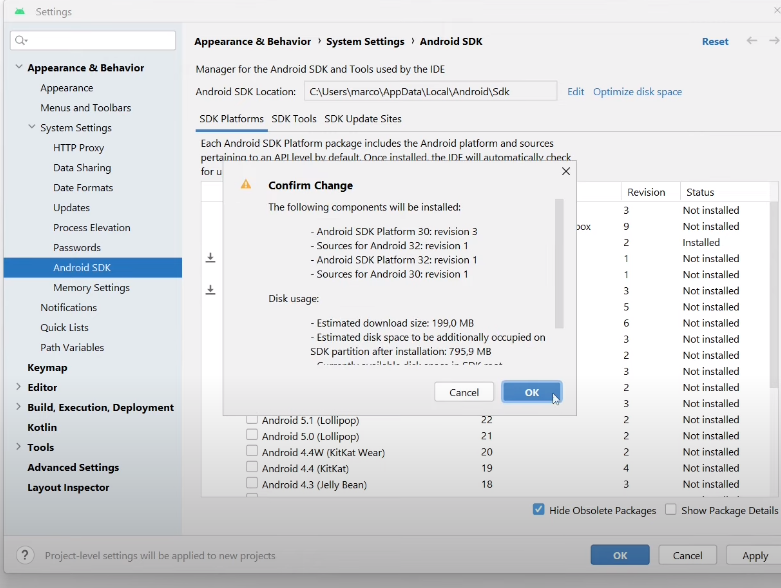 Settings
Appearance & Behavior › System Settings › Android SDK
Reset
Manager for the Android SDK and Tools used by the IDE
Android SDK Location: C:\Users\marco\AppData\Local\Android\Sdk Edit Optimize disk space
SDK Platforms SDK Tools SDK Update Sites
Each Android SDK Platform package includes the Android platform and sources
pertaining to an API level by default. Once installed, the IDE will automatically check
for u
Appearance & Behavior
Appearance
Menus and Toolbars
System Settings
HTTP Proxy
Data Sharing
Date Formats
Updates
Process Elevation
Passwords
Android SDK
Memory Settings
Notifications
Quick Lists
Path Variables
Keymap
Editor
Build, Execution, Deployment
Kotlin
Tools
Advanced Settings
Layout Inspector
Confirm Change
The following components will be installed:
- Android SDK Platform 30: revision 3
- Sources for Android 32: revision 1
- Android SDK Platform 32: revision 1
- Sources for Android 30: revision 1
Disk usage:
- Estimated download size: 199,0 MB
- Estimated disk space to be additionally occupied on
SDK partition after installation: 795,9 MB
- Currently available disk space in SDK root
Cancel OK
Revision Status
3 Not installed
box 9 Not installed
2 Installed
1 Not installed
1 Not installed
3 Not installed
5 Not installed
6 Not installed
3 Not installed
2 Not installed
3 Not installed
2 Not installed
3 Not installed
Android 5.1 (Lollipop) 22 2 Not installed
Android 5.0 (Lollipop) 21 2 Not installed
Android 4.4W (KitKat Wear) 20 2 Not installed
Android 4.4 (KitKat) 19 4 Not installed
Android 4.3 (Jelly Bean) 18 3 Not installed
Hide Obsolete Packages Show Package Details
? Project-level settings will be applied to new projects
OK Cancel Apply